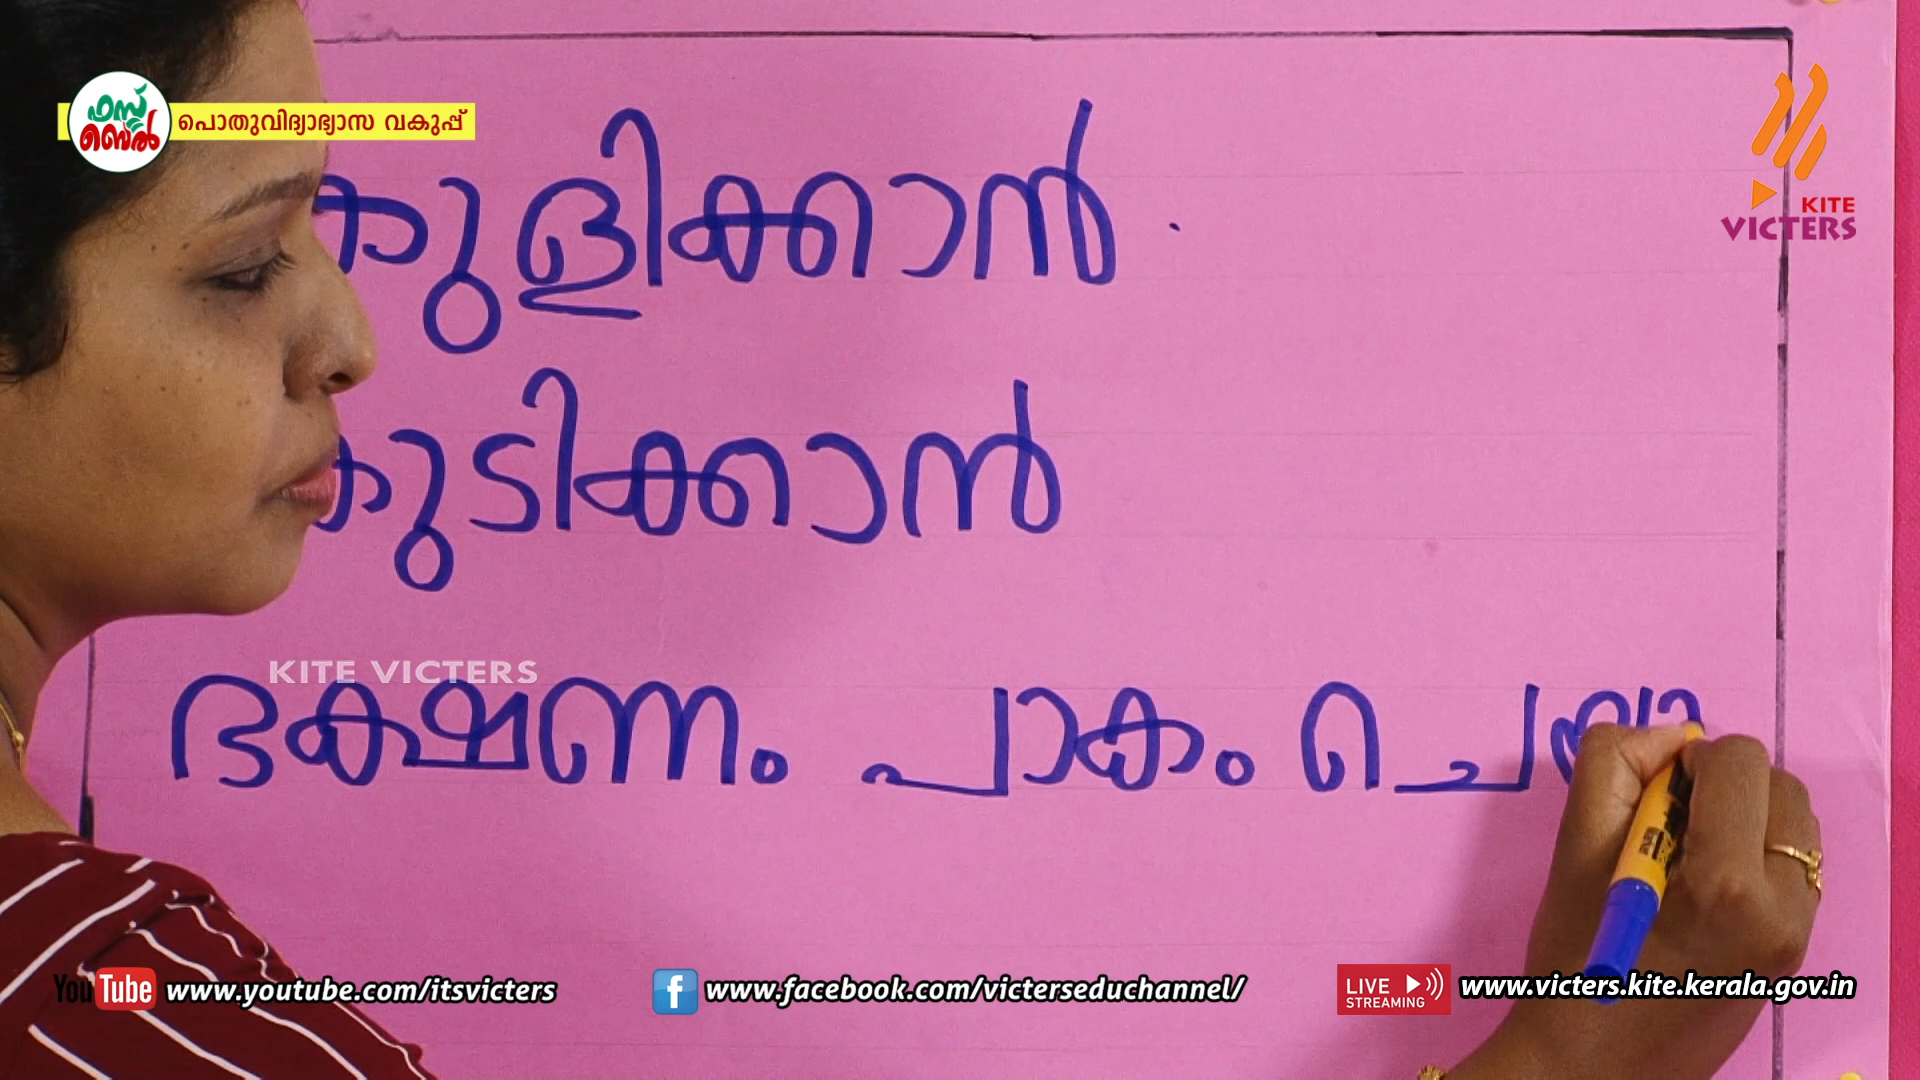 ഫസ്റ്റ് ബെൽ
പൊതുവിദ്യാഭ്യാസ വകുപ്പ്
KITE VICTERS
കുളിക്കാൻ
കുടിക്കാൻ
KITE VICTERS
ഭക്ഷണം പാകം
YouTube www.youtube.com/itsvicters
f www.facebook.com/victerseduchannel/
LIVE STREAMING www.victers.kite.kerala.gov.in